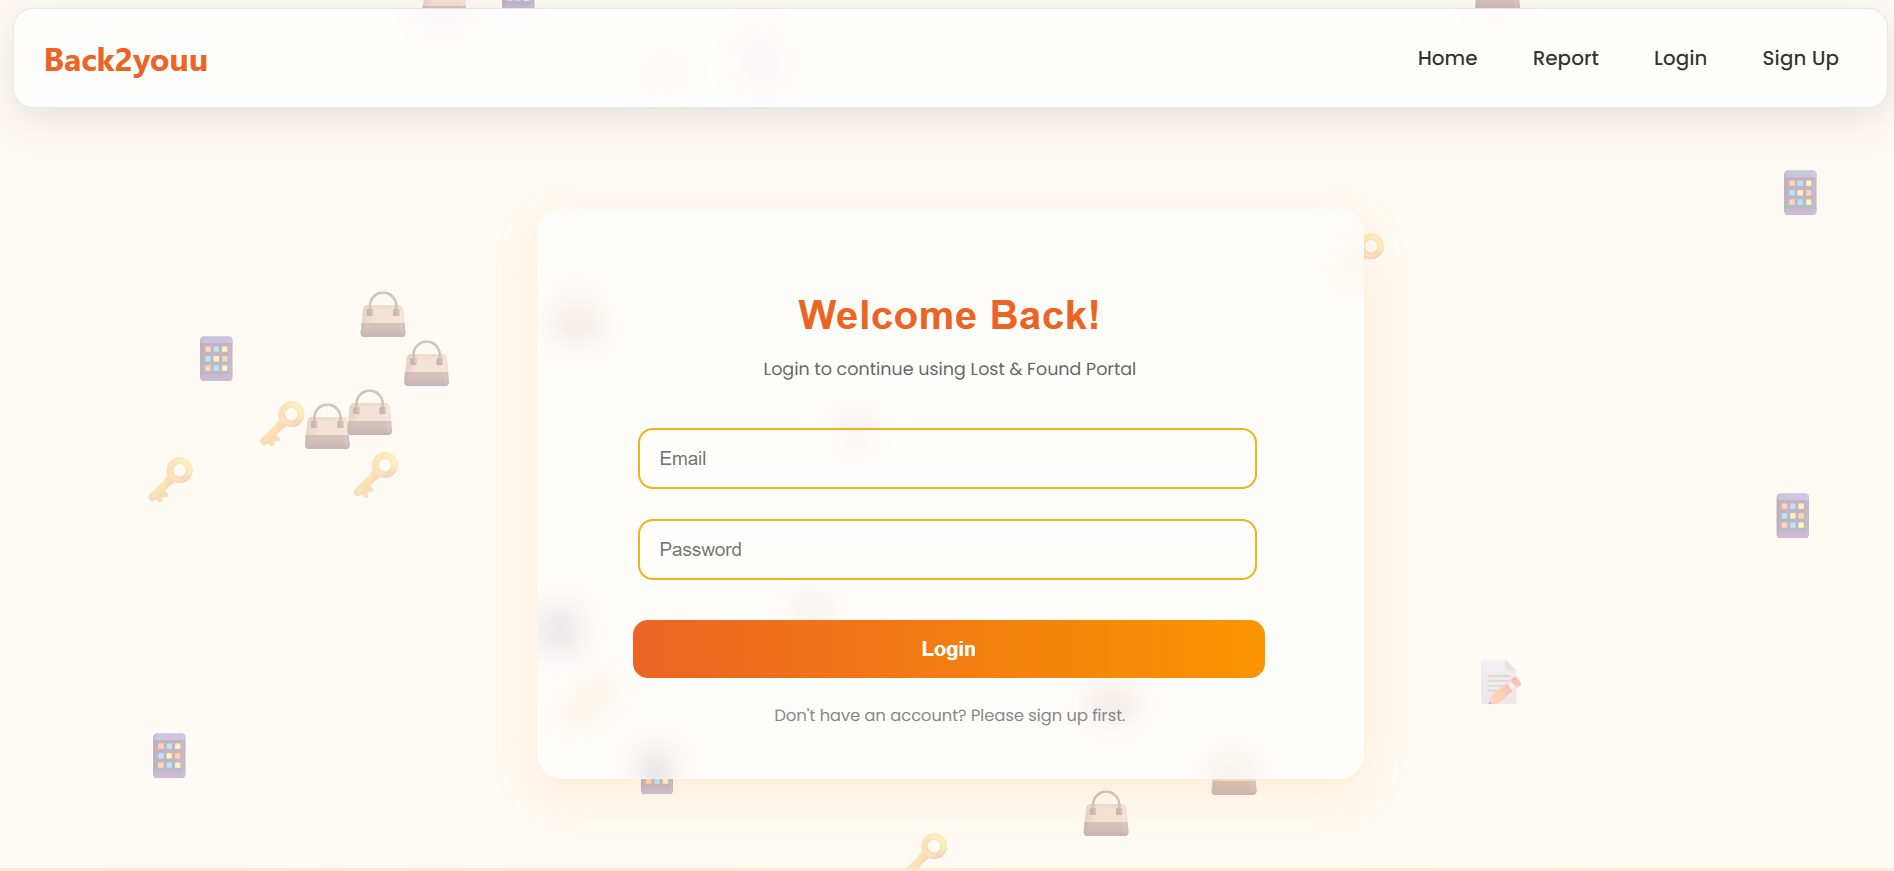 Back2youu
Home Report Login Sign Up
Welcome Back!
Login to continue using Lost & Found Portal
Email
Password
Login
Don't have an account? Please sign up first.